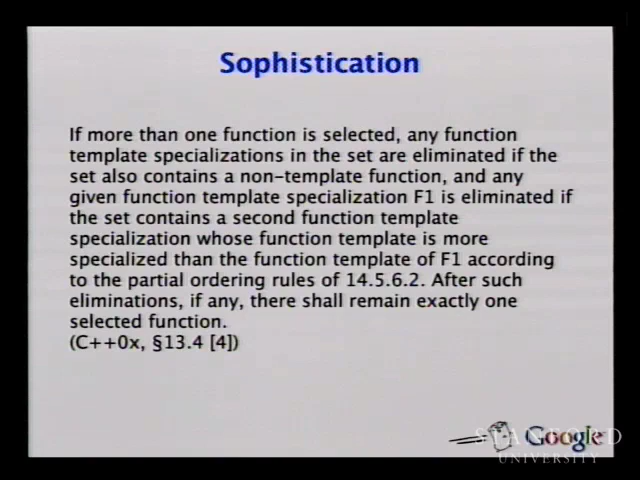 Sophistication
If more than one function is selected, any function
template specializations in the set are eliminated if the
set also contains a non-template function, and any
given function template specialization F1 is eliminated if
the set contains a second function template
specialization whose function template is more
specialized than the function template of F1 according
to the partial ordering rules of 14.5.6.2. After such
eliminations, if any, there shall remain exactly one
selected function.
(C++0x, §13.4 [4])
Google
STANFORD
UNIVERSITY